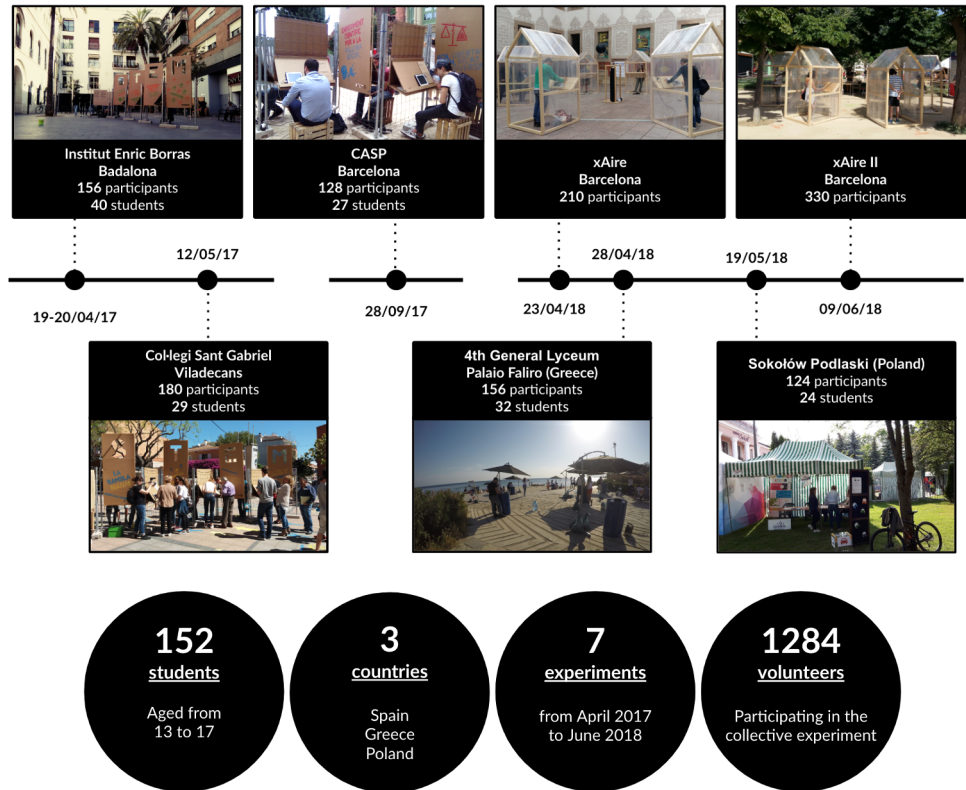 Institut Enric Borras
Badalona
156 participants
40 students
CASP
Barcelona
128 participants
27 students
xAire
Barcelona
210 participants
xAire II
Barcelona
330 participants
12/05/17
28/04/18
19/05/18
19-20/04/17
28/09/17
23/04/18
09/06/18
Col·legi Sant Gabriel
Viladecans
180 participants
29 students
4th General Lyceum
Palaio Faliro (Greece)
156 participants
32 students
Sokołów Podlaski (Poland)
124 participants
24 students
152
students
Aged from
13 to 17
3
countries
Spain
Greece
Poland
7
experiments
from April 2017
to June 2018
1284
volunteers
Participating in the
collective experiment